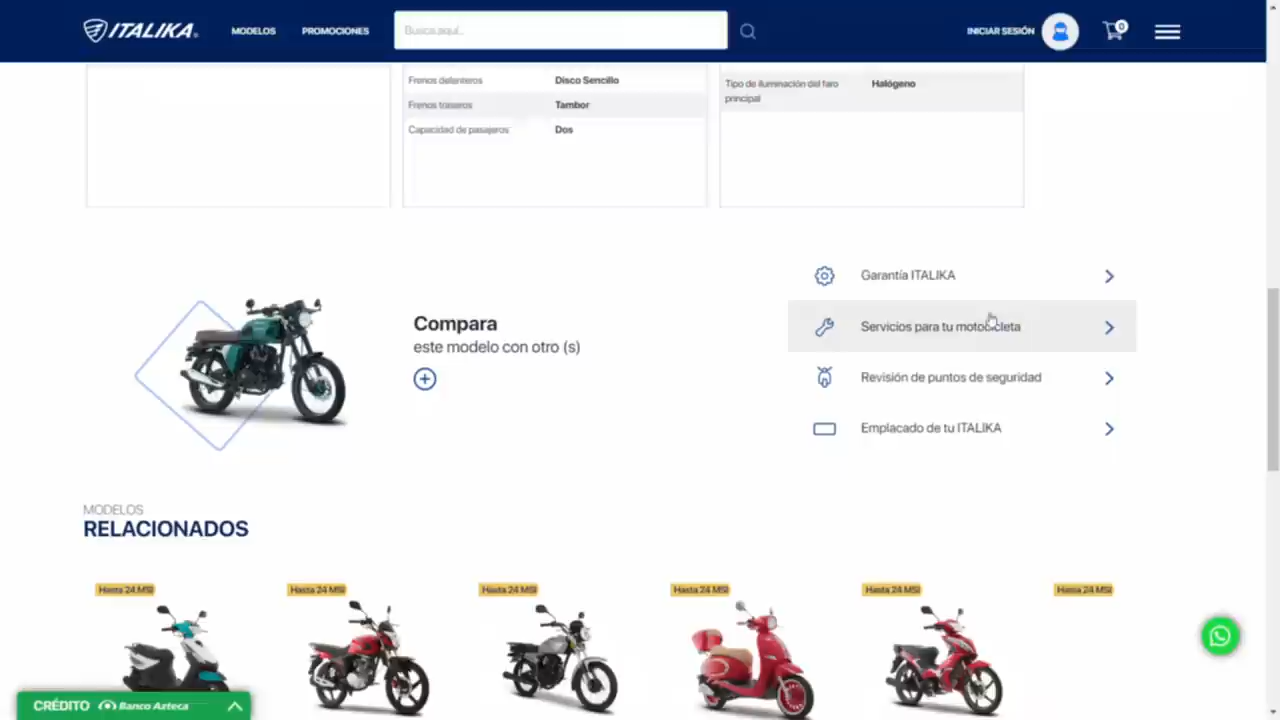 ITALIKA
MODELOS
PROMOCIONES
Busca aquí...
INICIAR SESIÓN
0
Frenos delanteros Disco Sencillo
Frenos traseros Tambor
Capacidad de pasajeros Dos
Tipo de iluminación del faro Halógeno
principal
Compara
este modelo con otro (s)
Garantía ITALIKA
Servicios para tu motocicleta
Revisión de puntos de seguridad
Emplacado de tu ITALIKA
MODELOS
RELACIONADOS
Hasta 24 MSI
Hasta 24 MSI
Hasta 24 MSI
Hasta 24 MSI
Hasta 24 MSI
Hasta 24 MSI
CRÉDITO Banco Azteca